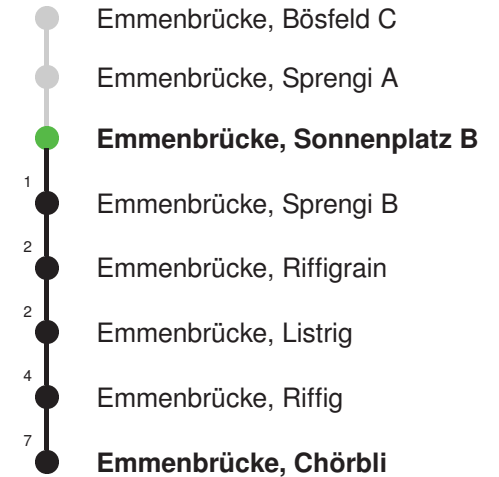 Emmenbrücke, Bösfeld C
Emmenbrücke, Sprengi A
Emmenbrücke, Sonnenplatz B
1 Emmenbrücke, Sprengi B
2 Emmenbrücke, Riffigrain
2 Emmenbrücke, Listrig
4 Emmenbrücke, Riffig
7 Emmenbrücke, Chörbli